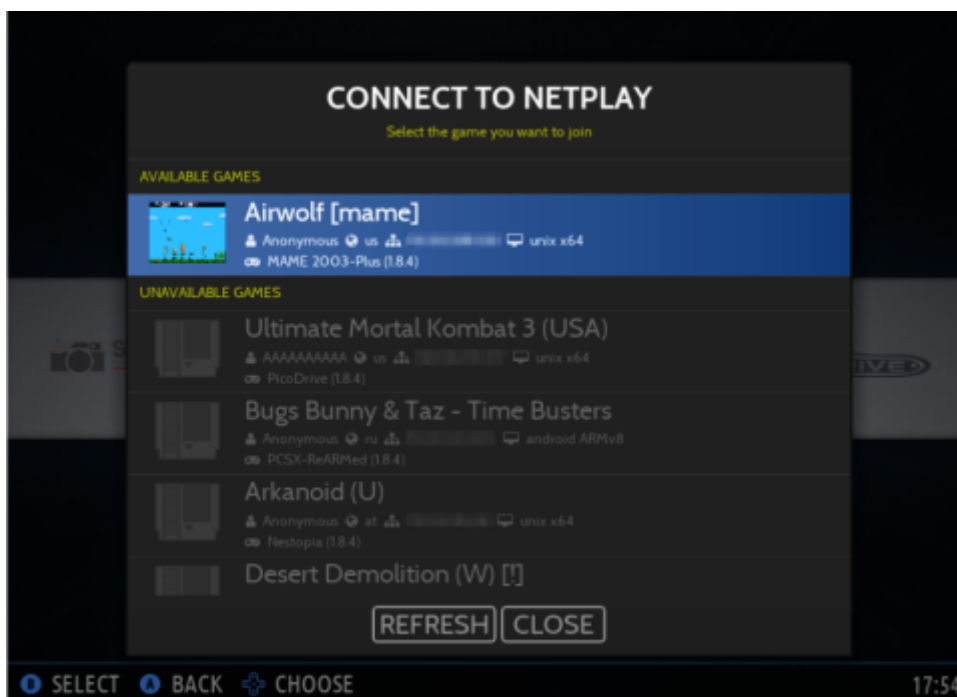 CONNECT TO NETPLAY
Select the game you want to join
AVAILABLE GAMES
Airwolf [mame]
Anonymous us unix x64
MAME 2003-Plus (1.8.4)
UNAVAILABLE GAMES
Ultimate Mortal Kombat 3 (USA)
AAAAAAAAAA us unix x64
PicoDrive (1.8.4)
Bugs Bunny & Taz - Time Busters
Anonymous ru android ARMv8
PCSX-ReARMed (1.8.4)
Arkanoid (U)
Anonymous at unix x64
Nestopia (1.8.4)
Desert Demolition (W) [!]
REFRESH CLOSE
S
IVE
B SELECT A BACK CHOOSE
17:54